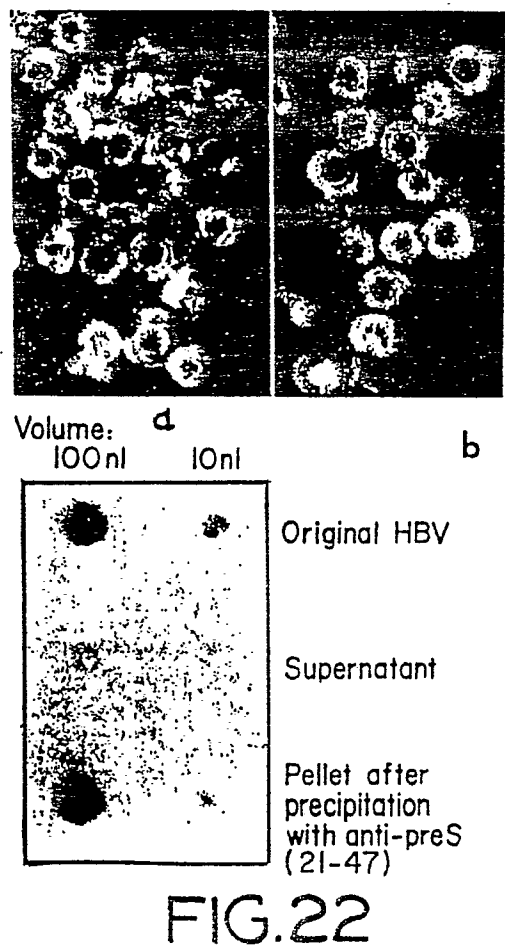 a
b
Volume:
100nl 10nl
Original HBV
Supernatant
Pellet after
precipitation
with anti-preS
(21-47)
FIG.22